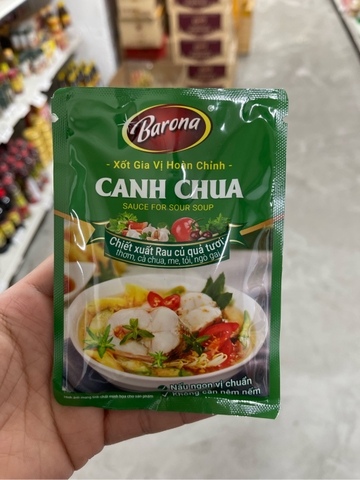 Barona
- Xốt Gia Vị Hoàn Chỉnh -
CANH CHUA
SAUCE FOR SOUR SOUP
Chiết xuất Rau củ quả tươi
Thơm, cà chua, me, tỏi, ngò gai
✓ Nấu ngon vị chuẩn
✓ Không cần nêm nếm